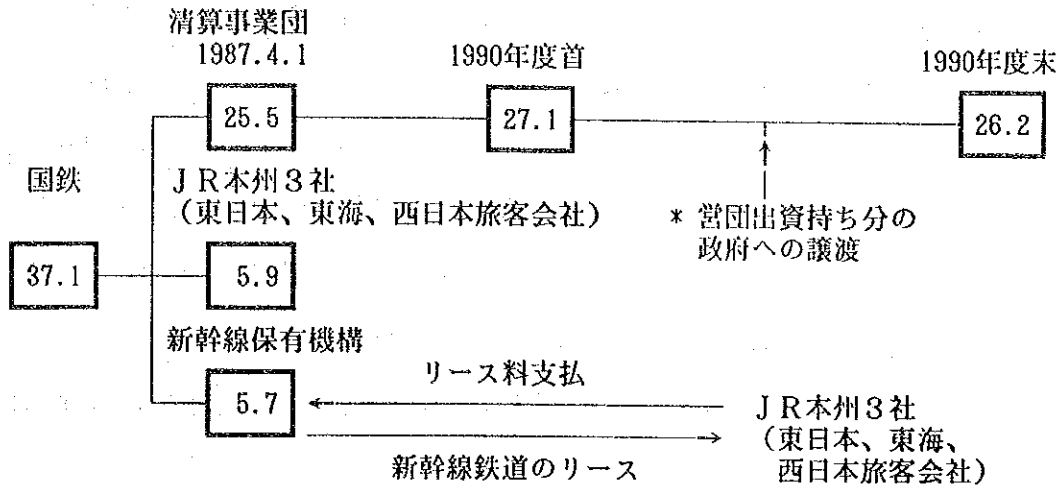 清算事業団
1987.4.1
1990年度首
1990年度末
25.5
27.1
26.2
国鉄
JR本州3社
(東日本、東海、西日本旅客会社)
* 営団出資持ち分の
政府への譲渡
37.1
5.9
新幹線保有機構
リース料支払
5.7
JR本州3社
(東日本、東海、
西日本旅客会社)
新幹線鉄道のリース